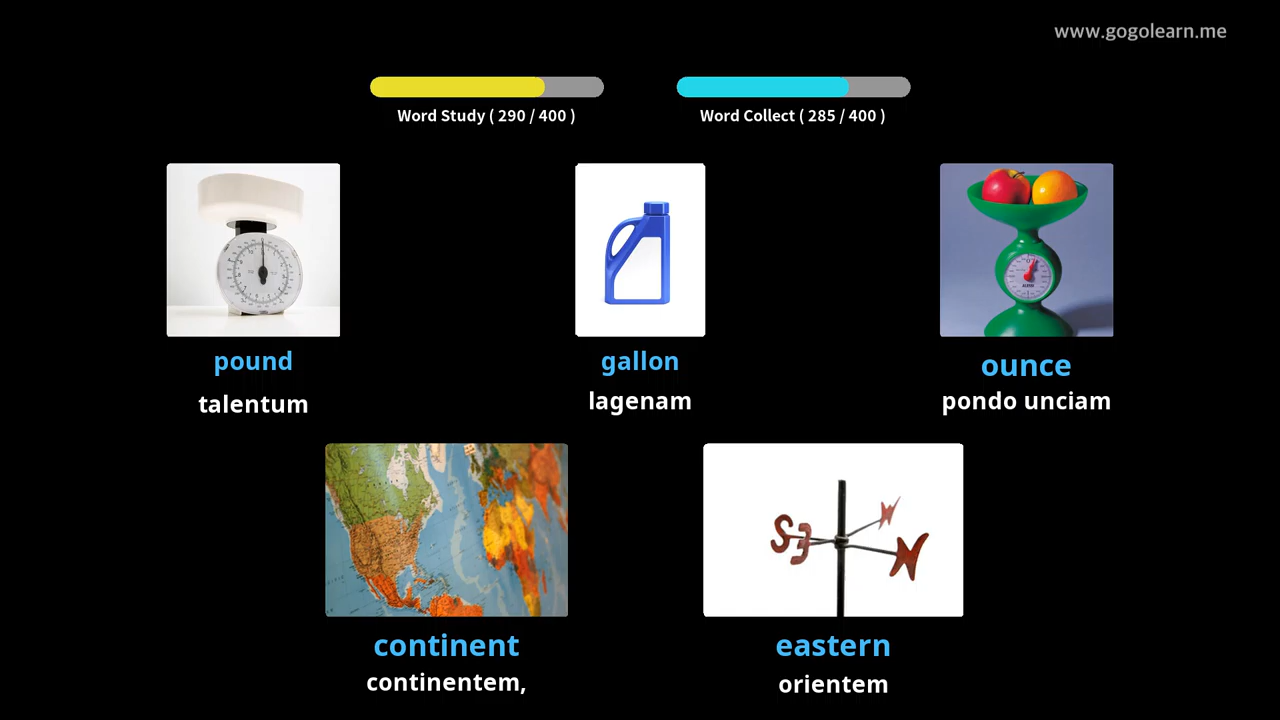 www.gogolearn.me
Word Study ( 290 / 400 )
Word Collect ( 285 / 400 )
pound
gallon
ounce
talentum
lagenam
pondo unciam
S
E
N
continent
eastern
continentem,
orientem